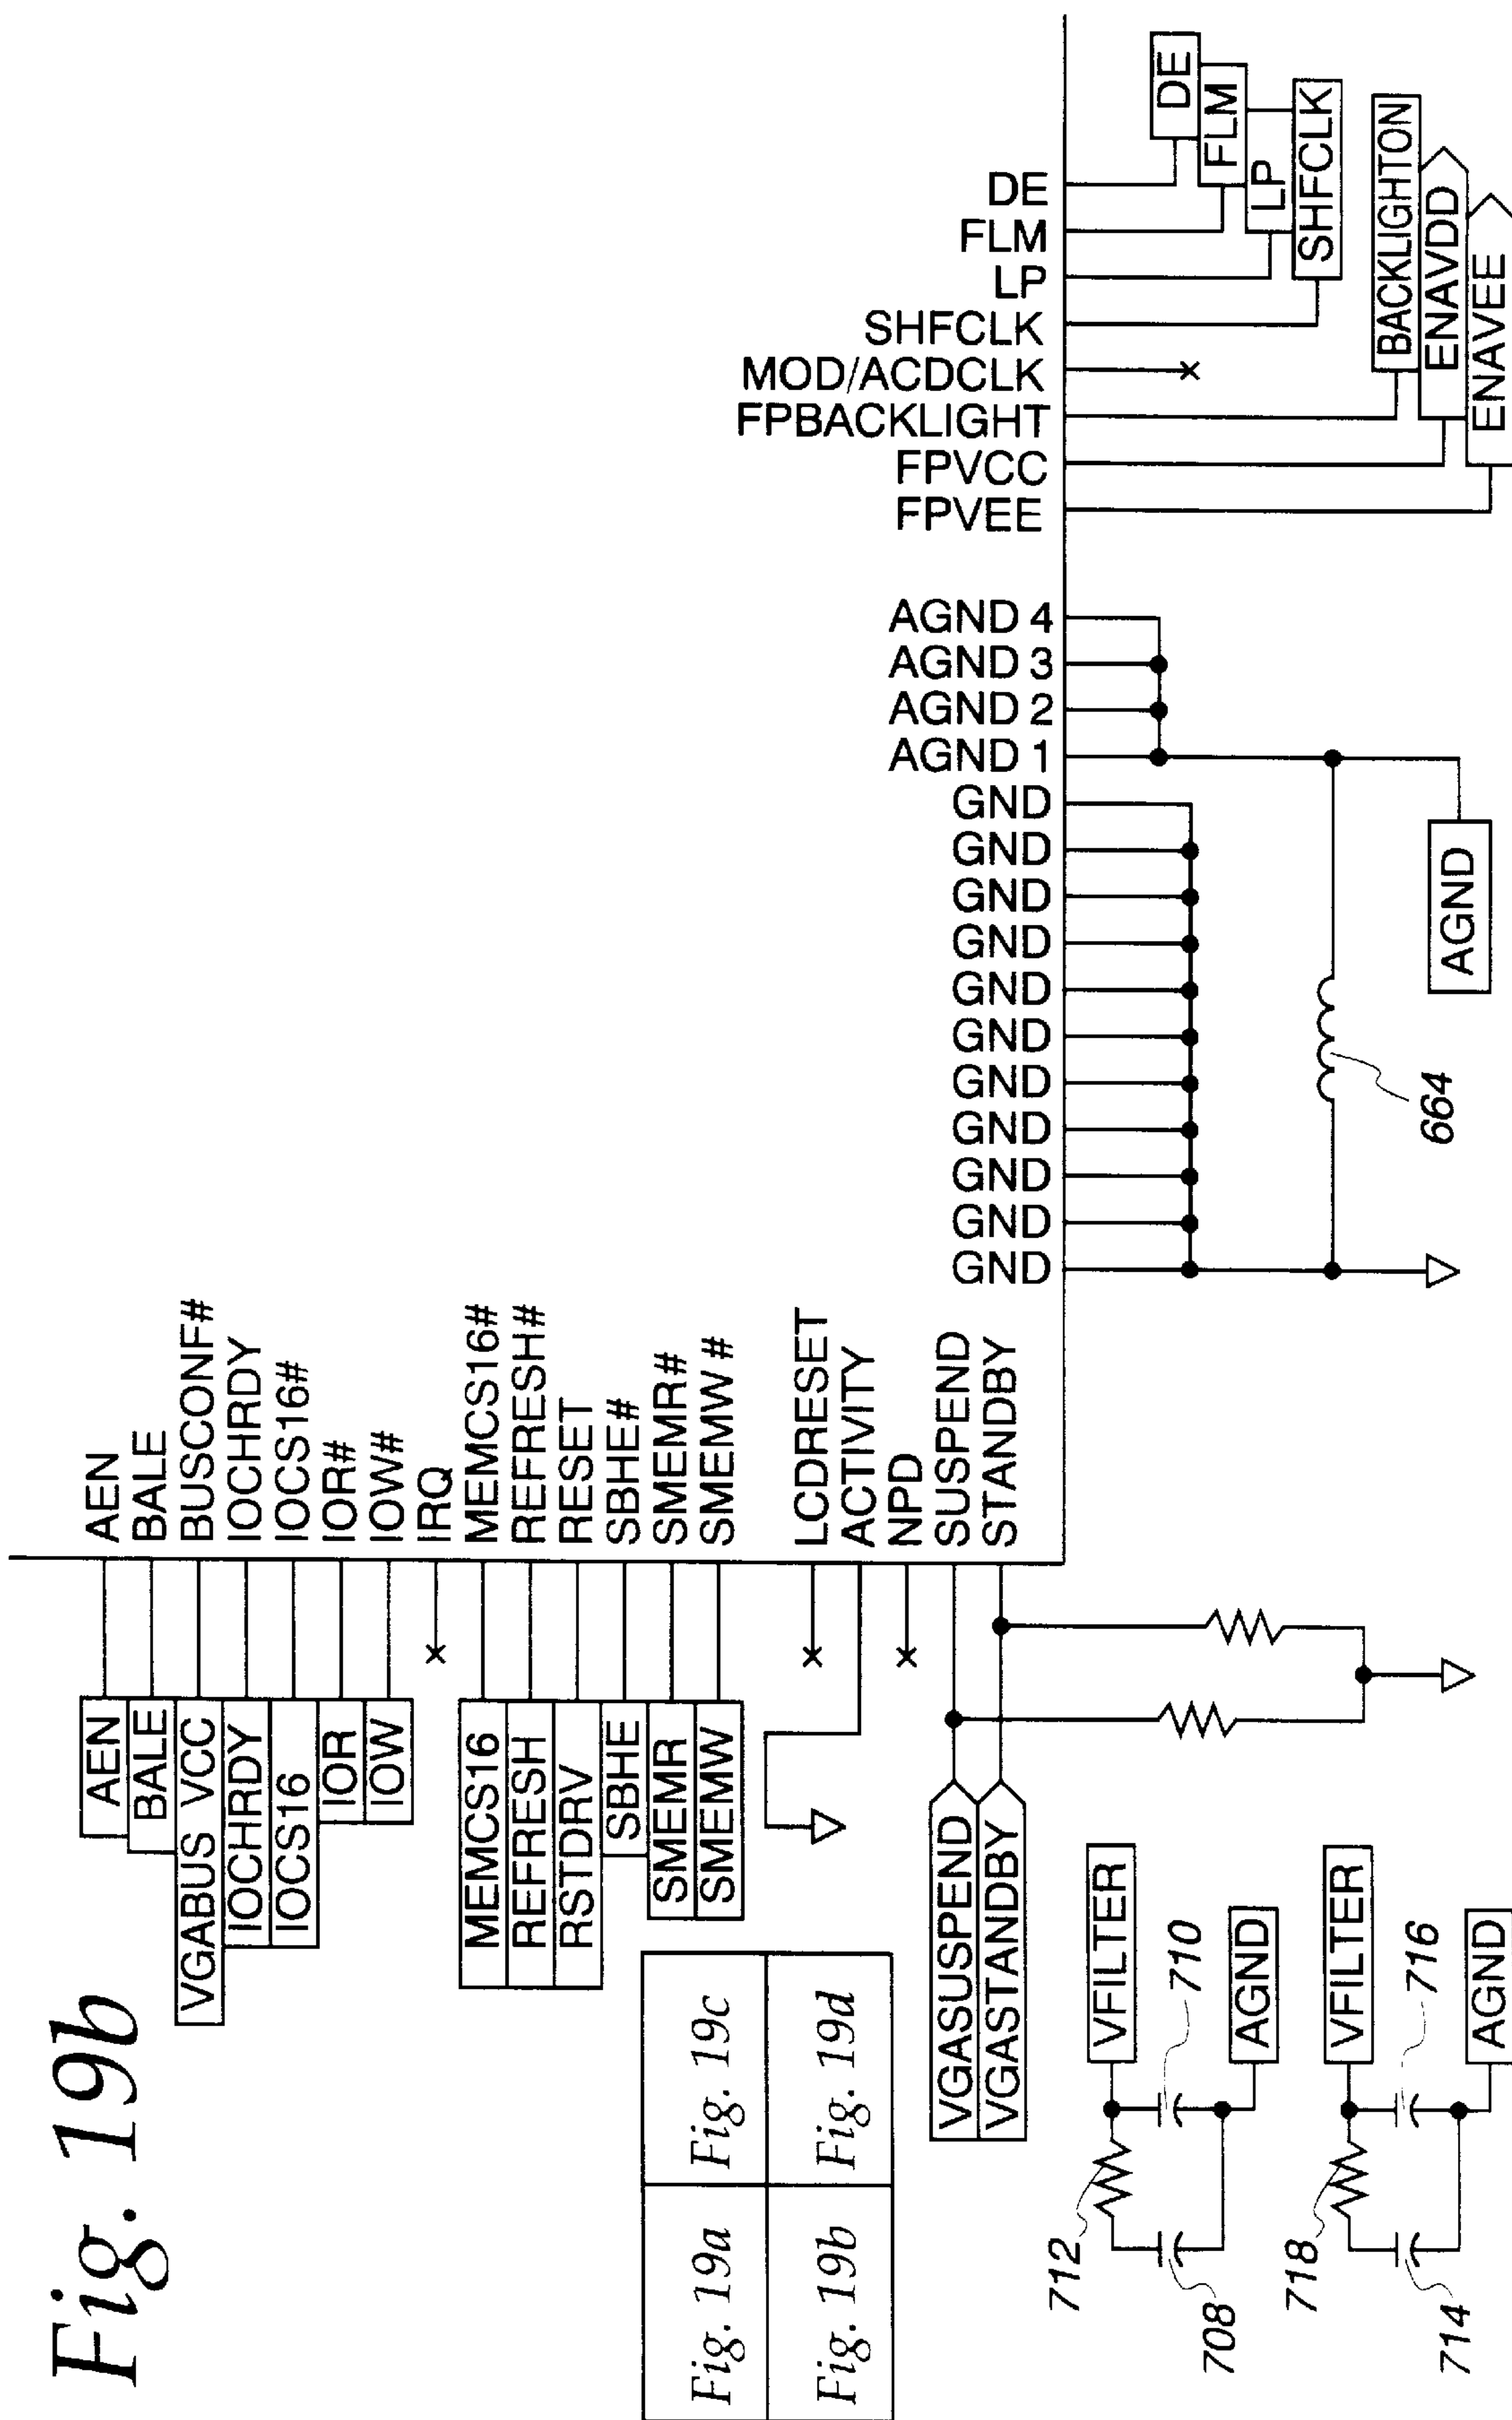 Fig. 19b
AEN AEN
BALE BALE
VGABUS VCC BUSCONF#
IOCHRDY IOCHRDY
IOCS16 IOCS16#
IOR IOR#
IOW IOW#
IRQ
MEMCS16 MEMCS16#
REFRESH REFRESH#
RSTDRV RESET
SBHE SBHE#
SMEMR SMEMR#
SMEMW SMEMW#
LCDRESET
ACTIVITY
NPD
VGASUSPEND SUSPEND
VGASTANDBY STANDBY
Fig. 19a Fig. 19c
Fig. 19b Fig. 19d
GND
GND
GND
GND
GND
GND
GND
GND
GND
GND
GND
AGND 1
AGND 2
AGND 3
AGND 4
FPVEE
FPVCC
FPBACKLIGHT
MOD/ACDCLK
SHFCLK
LP
FLM
DE
DE
FLM
LP
SHFCLK
BACKLIGHTON
ENAVDD
ENAVEE
664
AGND
712
VFILTER
708
710
AGND
718
VFILTER
714
716
AGND